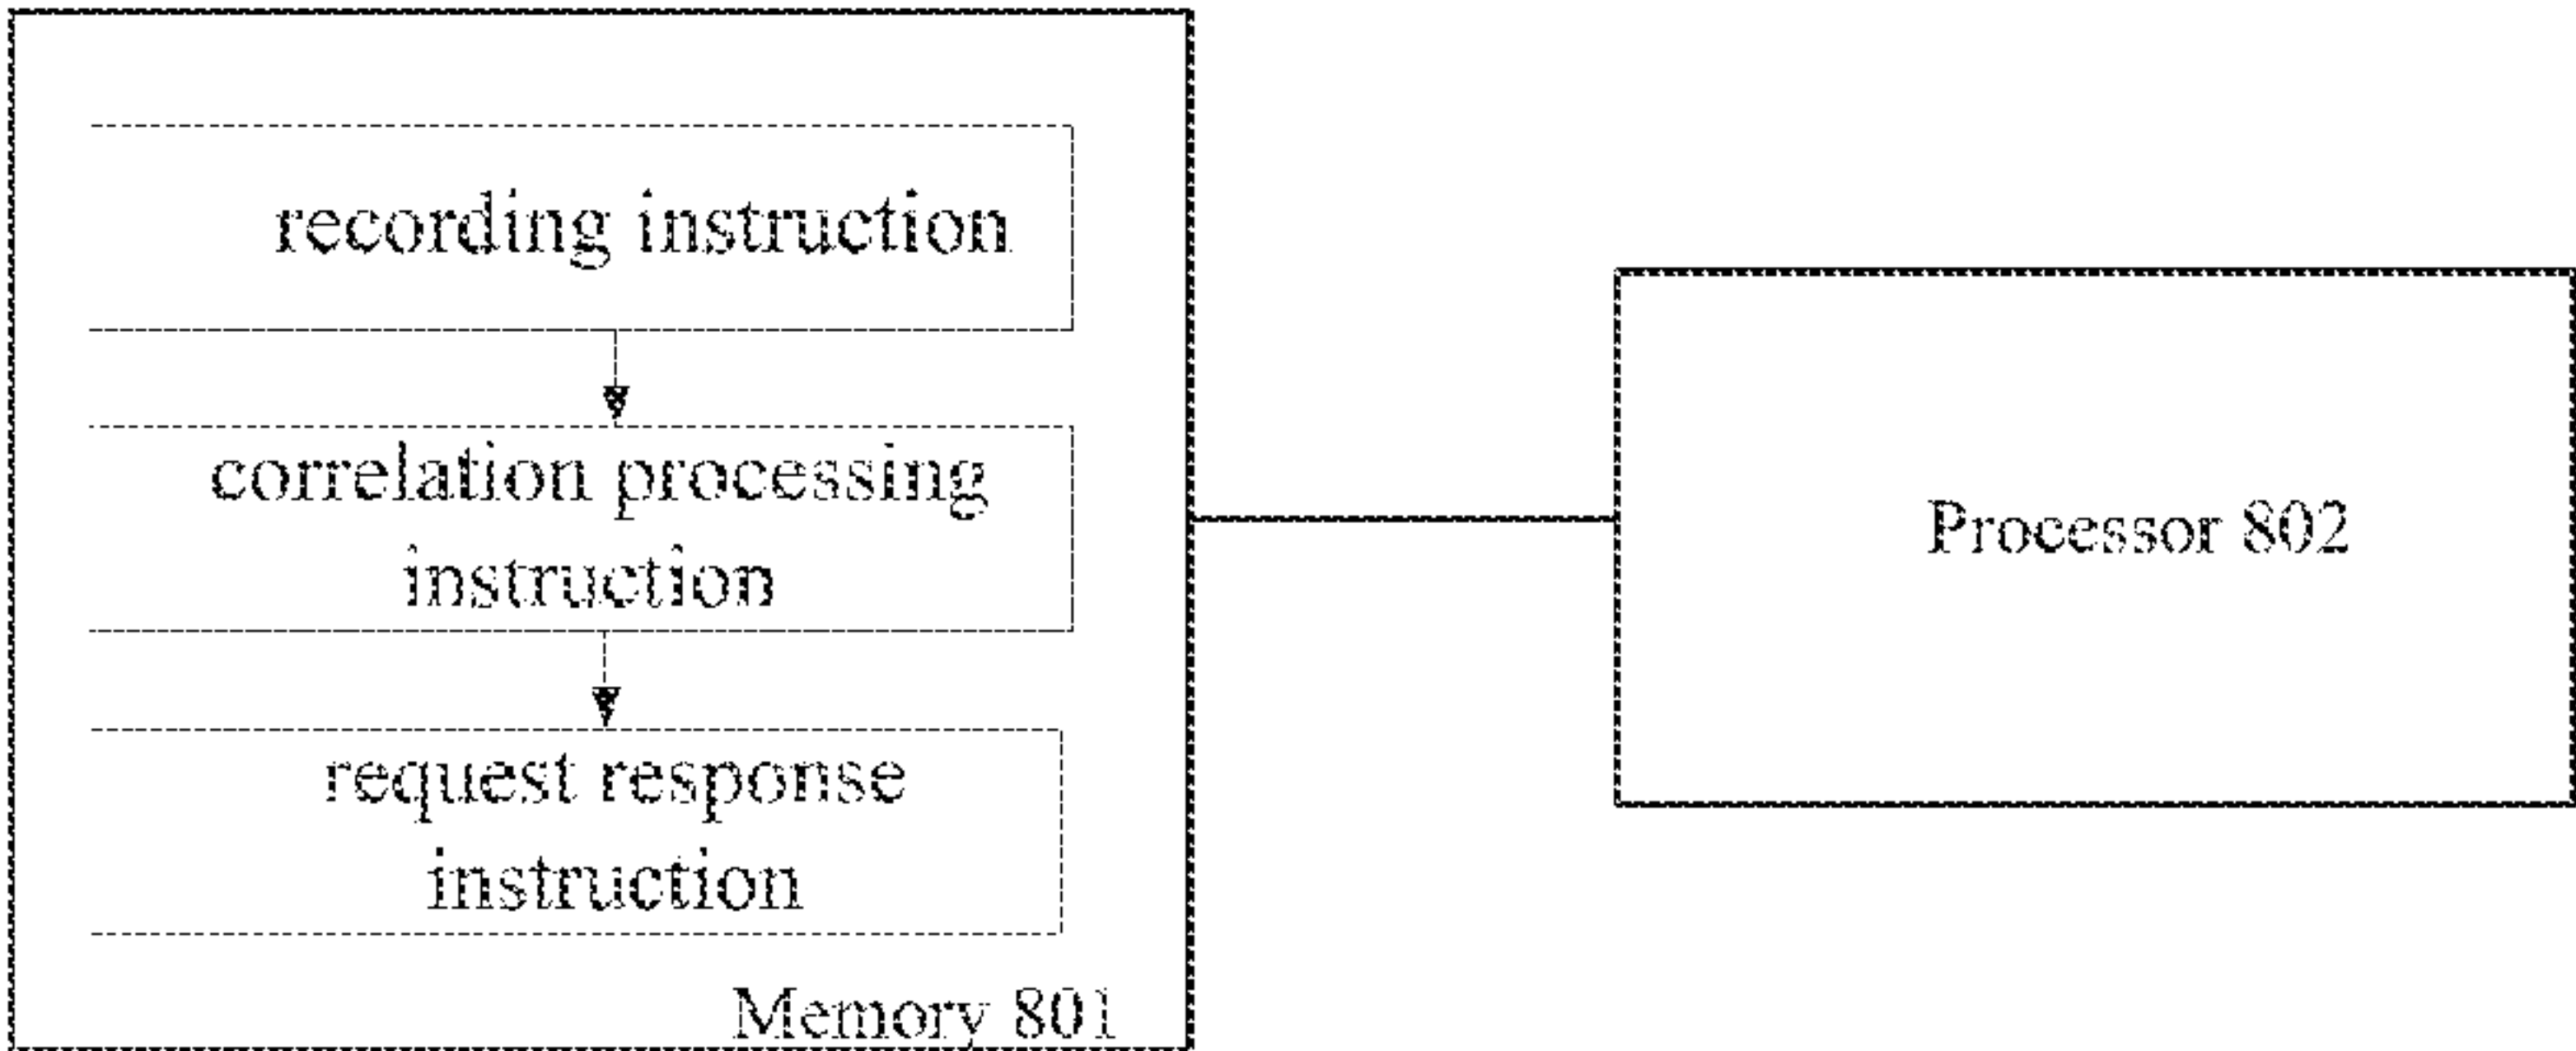 recording instruction
correlation processing
instruction
request response
instruction
Memory 801
Processor 802